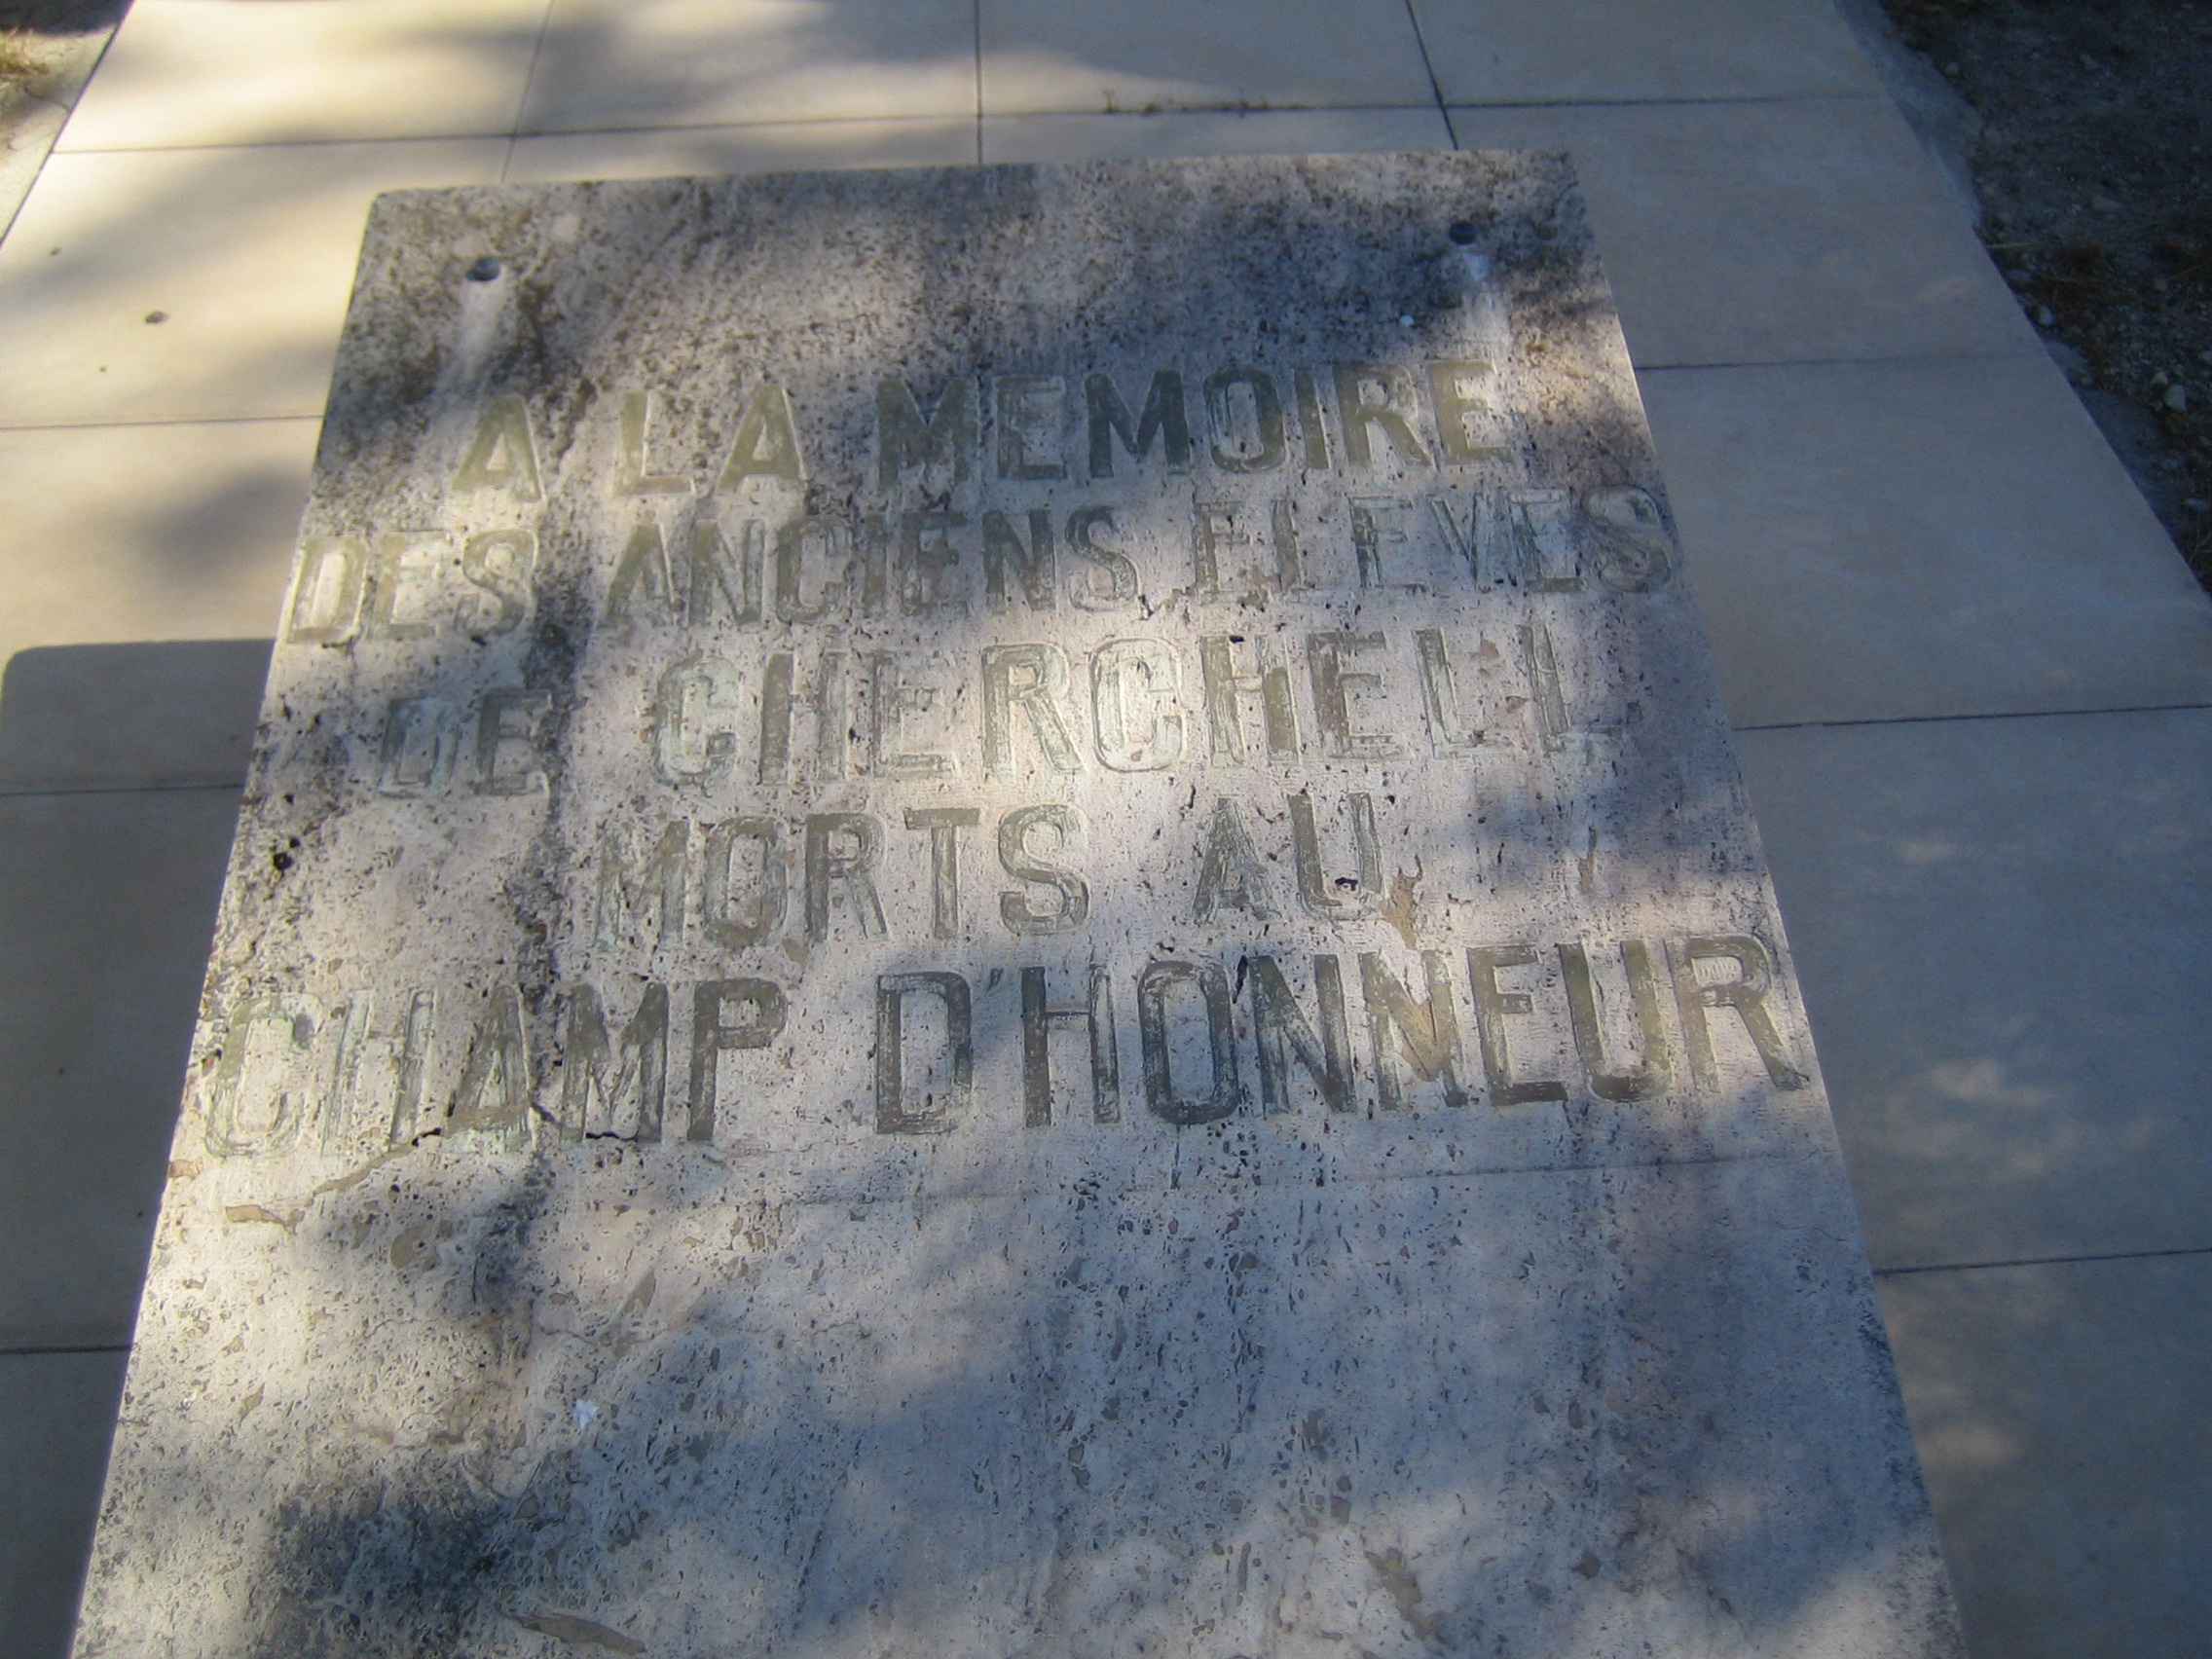 A LA MEMOIRE
DES ANCIENS ELEVES
DE CHERCHELL
MORTS AU
CHAMP D'HONNEUR